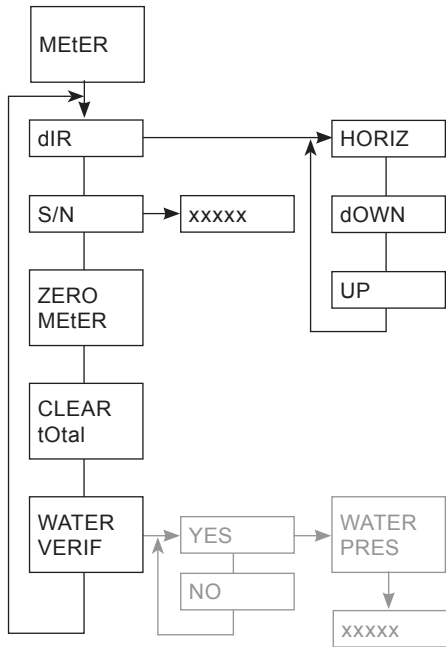 MEtER
dIR
HORIZ
S/N
xxxxx
dOWN
ZERO
MEtER
UP
CLEAR
tOtal
WATER
VERIF
YES
WATER
PRES
NO
xxxxx